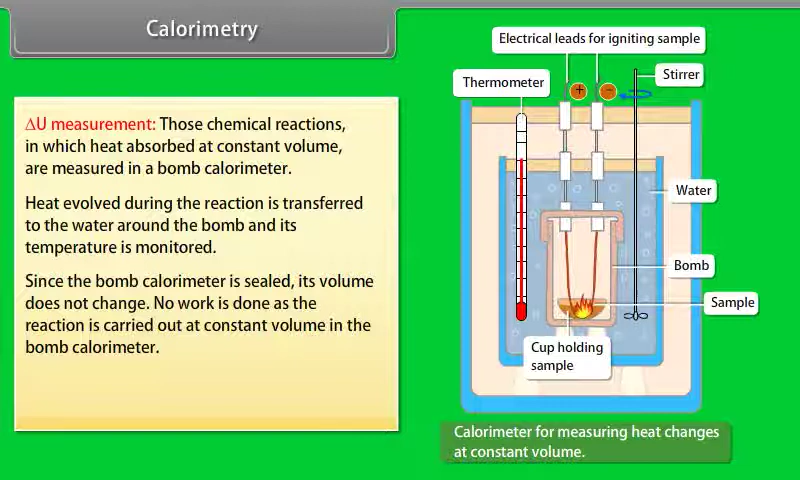 Calorimetry
ΔU measurement: Those chemical reactions,
in which heat absorbed at constant volume,
are measured in a bomb calorimeter.
Heat evolved during the reaction is transferred
to the water around the bomb and its
temperature is monitored.
Since the bomb calorimeter is sealed, its volume
does not change. No work is done as the
reaction is carried out at constant volume in the
bomb calorimeter.
Electrical leads for igniting sample
Stirrer
Thermometer
+
−
Water
Bomb
Sample
Cup holding
sample
Calorimeter for measuring heat changes
at constant volume.